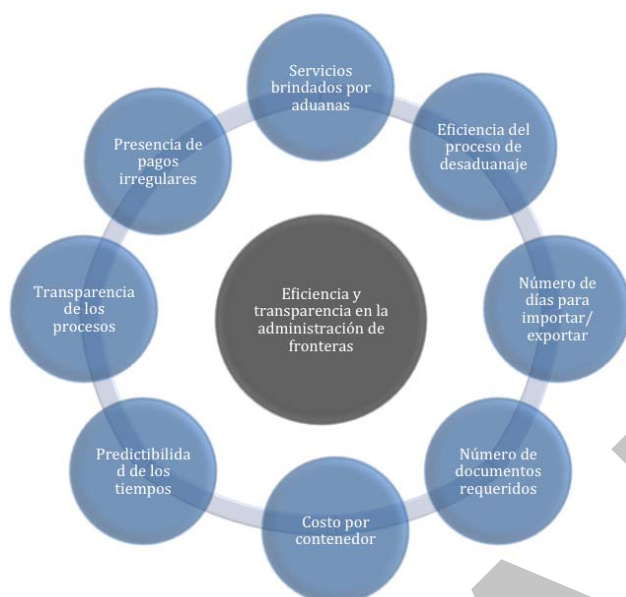 Servicios
brindados por
aduanas
Eficiencia del
proceso de
desaduanaje
Número de
días para
importar/
exportar
Número de
documentos
requeridos
Costo por
contenedor
Predictibilida
d de los
tiempos
Transparencia
de los
procesos
Presencia de
pagos
irregulares
Eficiencia y
transparencia en la
administración de
fronteras